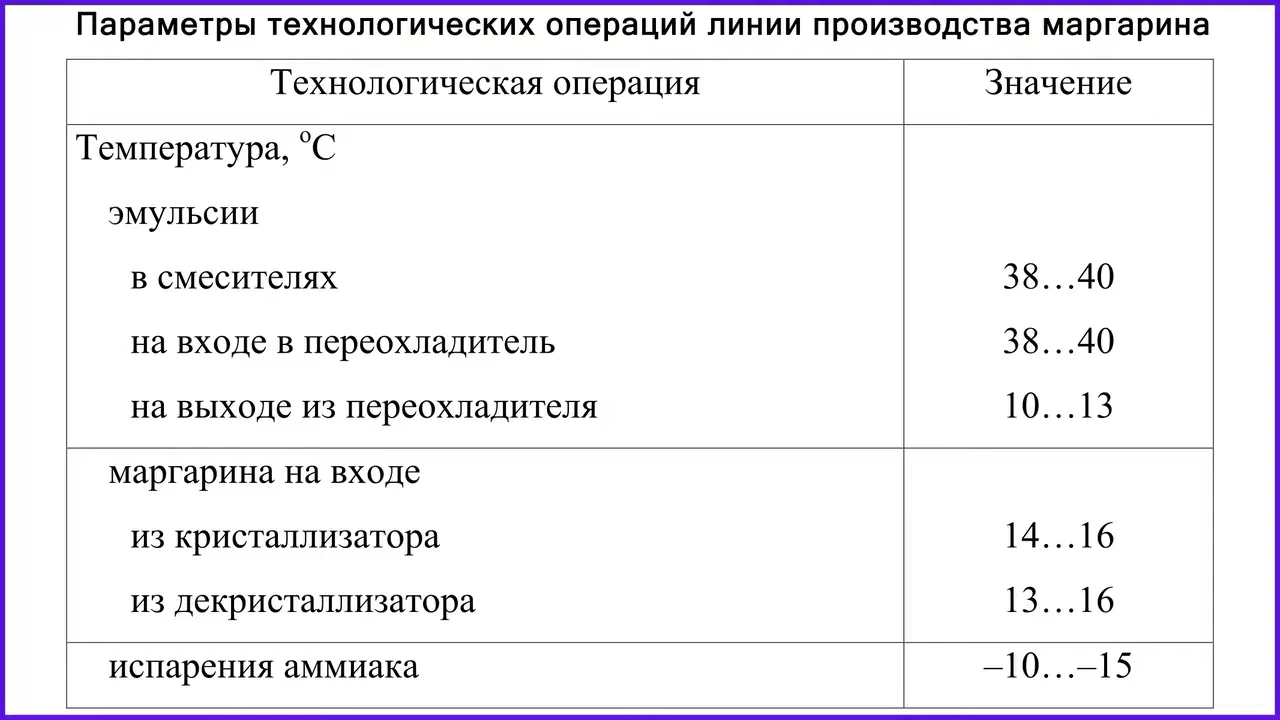 Параметры технологических операций линии производства маргарина
Технологическая операция Значение
Температура, °С
эмульсии
в смесителях 38…40
на входе в переохладитель 38…40
на выходе из переохладителя 10…13
маргарина на входе
из кристаллизатора 14…16
из декристаллизатора 13…16
испарения аммиака –10…–15